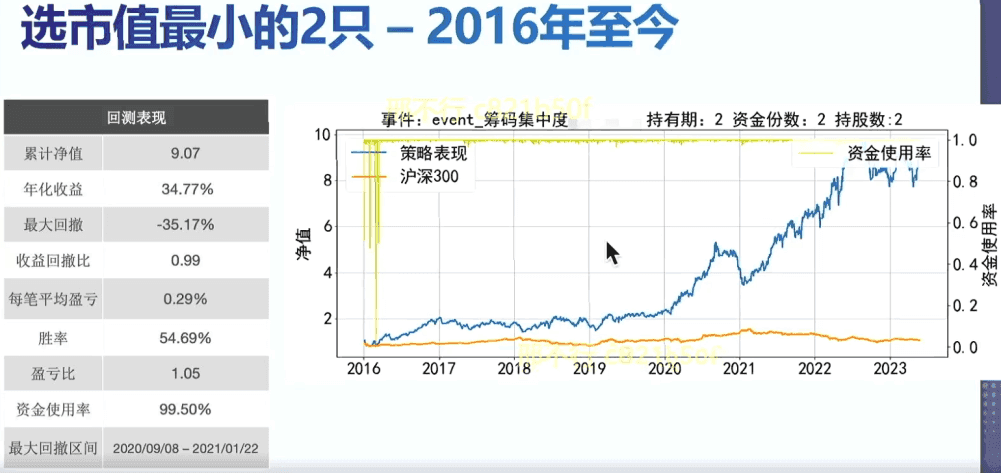 选市值最小的2只 – 2016年至今
回测表现
累计净值 9.07
年化收益 34.77%
最大回撤 -35.17%
收益回撤比 0.99
每笔平均盈亏 0.29%
胜率 54.69%
盈亏比 1.05
资金使用率 99.50%
最大回撤区间 2020/09/08 – 2021/01/22
邢不行 c821b50f
事件：event_筹码集中度 持有期：2 资金份数：2 持股数:2
策略表现
沪深300
资金使用率
净值
10
8
6
4
2
1.0
0.8
0.6
0.4
0.2
0.0
资金使用率
2016 2017 2018 2019 2020 2021 2022 2023
邢不行 c821b50f